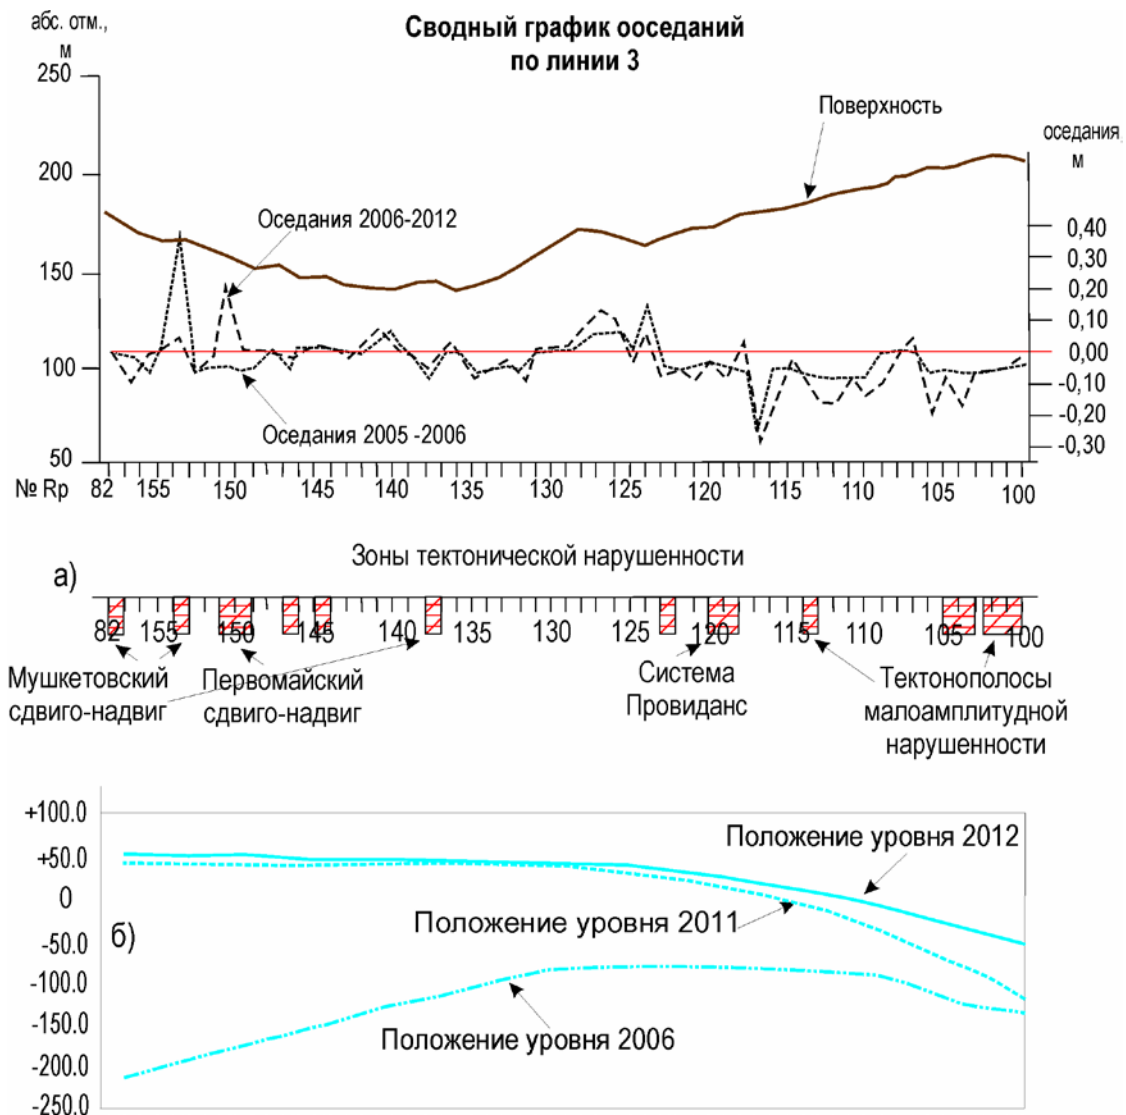 абс. отм.,
м
Сводный график ооседаний
по линии 3
250
200
150
100
50
Поверхность
оседания,
м
Оседания 2006-2012
0,40
0,30
0,20
0,10
0,00
-0,10
-0,20
-0,30
Оседания 2005 -2006
№ Rp 82 155 150 145 140 135 130 125 120 115 110 105 100
Зоны тектонической нарушенности
а)
82 155 150 145 140 135 130 125 120 115 110 105 100
Мушкетовский
сдвиго-надвиг
Первомайский
сдвиго-надвиг
Система
Провиданс
Тектонополосы
малоамплитудной
нарушенности
+100.0
+50.0
0
-50.0
-100.0
-150.0
-200.0
-250.0
Положение уровня 2012
Положение уровня 2011
б)
Положение уровня 2006